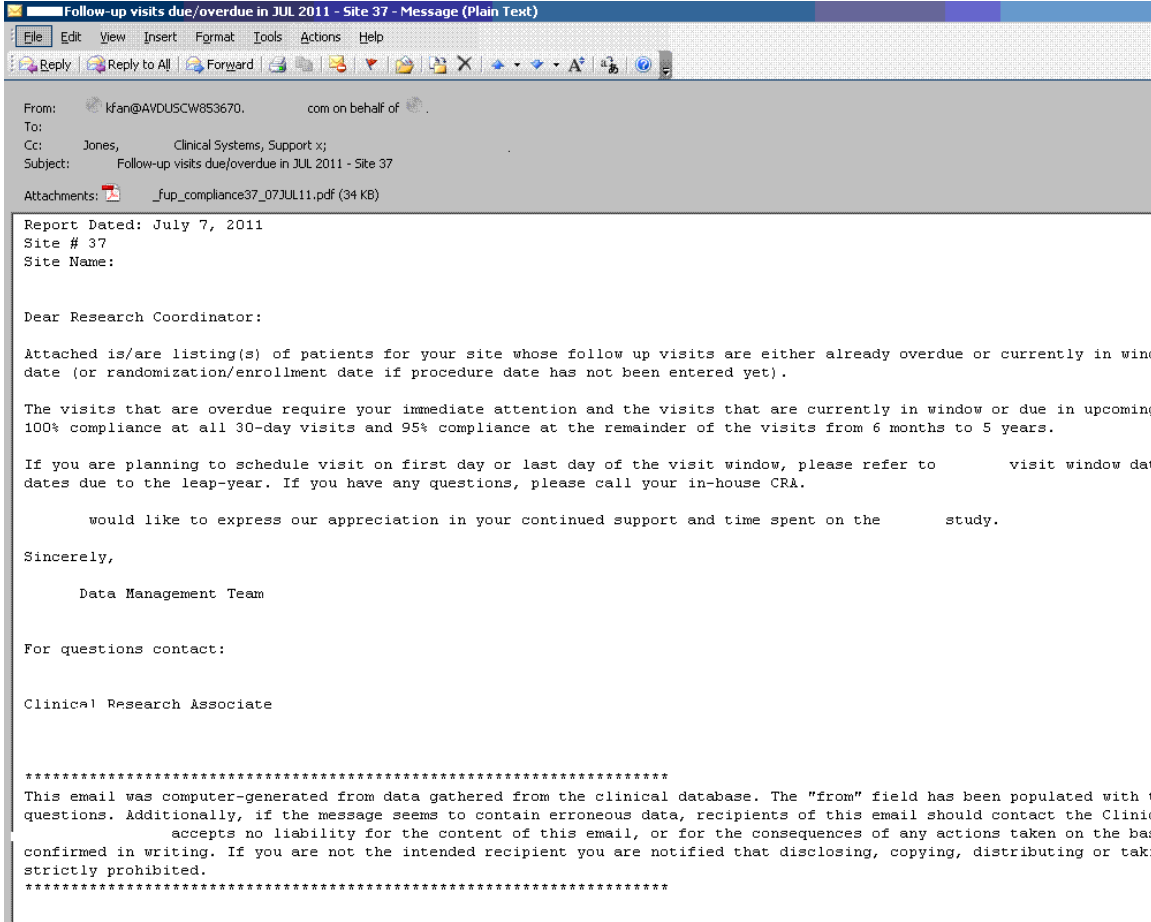 Follow-up visits due/overdue in JUL 2011 - Site 37 - Message (Plain Text)
File Edit View Insert Format Tools Actions Help
Reply Reply to All Forward
From: kfan@AVDUSCW853670. com on behalf of .
To:
Cc: Jones, Clinical Systems, Support x;
Subject: Follow-up visits due/overdue in JUL 2011 - Site 37
Attachments: _fup_compliance37_07JUL11.pdf (34 KB)
Report Dated: July 7, 2011
Site # 37
Site Name:
Dear Research Coordinator:
Attached is/are listing(s) of patients for your site whose follow up visits are either already overdue or currently in
date (or randomization/enrollment date if procedure date has not been entered yet).
The visits that are overdue require your immediate attention and the visits that are currently in window or due in upcoming
100% compliance at all 30-day visits and 95% compliance at the remainder of the visits from 6 months to 5 years.
If you are planning to schedule visit on first day or last day of the visit window, please refer to visit window
dates due to the leap-year. If you have any questions, please call your in-house CRA.
would like to express our appreciation in your continued support and time spent on the study.
Sincerely,
Data Management Team
For questions contact:
Clinical Research Associate
**********************************************************************
This email was computer-generated from data gathered from the clinical database. The "from" field has been populated with
questions. Additionally, if the message seems to contain erroneous data, recipients of this email should contact the
accepts no liability for the content of this email, or for the consequences of any actions taken on the
confirmed in writing. If you are not the intended recipient you are notified that disclosing, copying, distributing or
strictly prohibited.
**********************************************************************